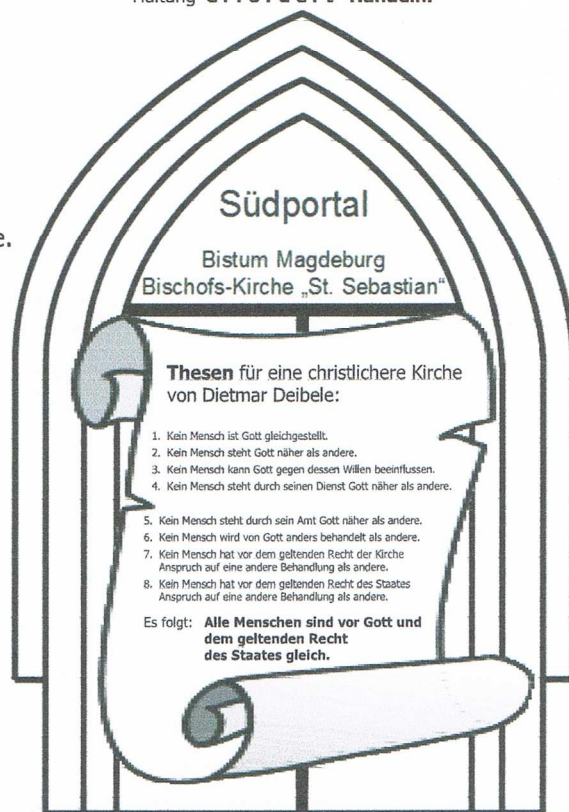 Haltung erfordert Handeln.
e.
Südportal
Bistum Magdeburg
Bischofs-Kirche „St. Sebastian“
Thesen für eine christlichere Kirche
von Dietmar Deibele:
1. Kein Mensch ist Gott gleichgestellt.
2. Kein Mensch steht Gott näher als andere.
3. Kein Mensch kann Gott gegen dessen Willen beeinflussen.
4. Kein Mensch steht durch seinen Dienst Gott näher als andere.
5. Kein Mensch steht durch sein Amt Gott näher als andere.
6. Kein Mensch wird von Gott anders behandelt als andere.
7. Kein Mensch hat vor dem geltenden Recht der Kirche
Anspruch auf eine andere Behandlung als andere.
8. Kein Mensch hat vor dem geltenden Recht des Staates
Anspruch auf eine andere Behandlung als andere.
Es folgt: Alle Menschen sind vor Gott und
dem geltenden Recht
des Staates gleich.